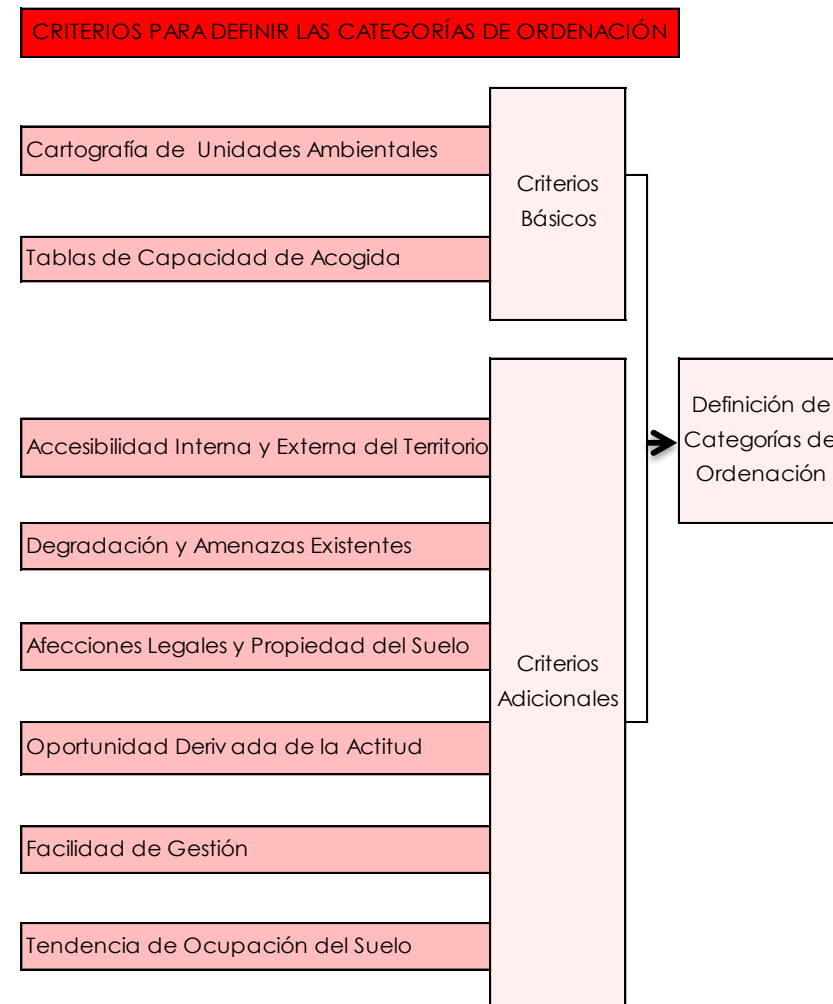 CRITERIOS PARA DEFINIR LAS CATEGORÍAS DE ORDENACIÓN
Cartografía de Unidades Ambientales
Tablas de Capacidad de Acogida
Criterios
Básicos
Accesibilidad Interna y Externa del Territorio
Degradación y Amenazas Existentes
Afecciones Legales y Propiedad del Suelo
Oportunidad Derivada de la Actitud
Facilidad de Gestión
Tendencia de Ocupación del Suelo
Criterios
Adicionales
Definición de
Categorías de
Ordenación